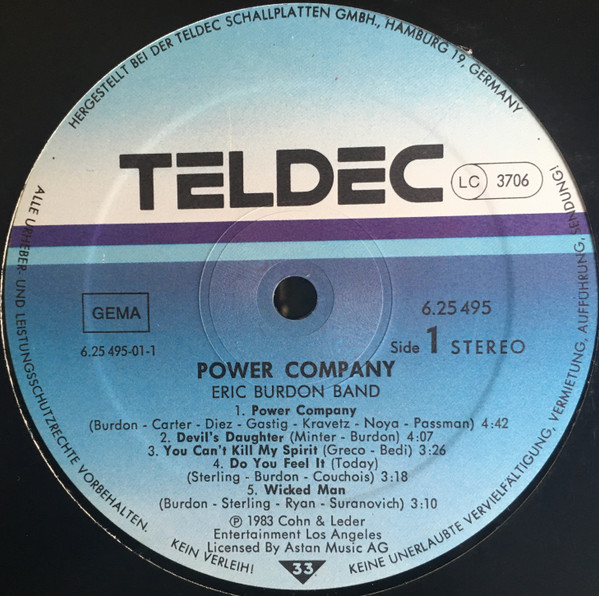 HERGESTELLT BEI DER TELDEC SCHALLPLATTEN GMBH., HAMBURG 19, GERMANY
TELDEC
LC 3706
GEMA
6.25 495-01-1
6.25 495
Side 1 STEREO
POWER COMPANY
ERIC BURDON BAND
1. Power Company
(Burdon - Carter - Diez - Gastig - Kravetz - Noya - Passman) 4:42
2. Devil's Daughter (Minter - Burdon) 4:07
3. You Can't Kill My Spirit (Greco - Bedi) 3:26
4. Do You Feel It (Today)
(Sterling - Burdon - Couchois) 3:18
5. Wicked Man
(Burdon - Sterling - Ryan - Suranovich) 3:10
℗ 1983 Cohn & Leder
Entertainment Los Angeles
Licensed By Astan Music AG
33
ALLE URHEBER- UND LEISTUNGSSCHUTZRECHTE VORBEHALTEN.
KEIN VERLEIH!
KEINE UNERLAUBTE VERVIELFÄLTIGUNG, VERMIETUNG, AUFFÜHRUNG, SENDUNG!